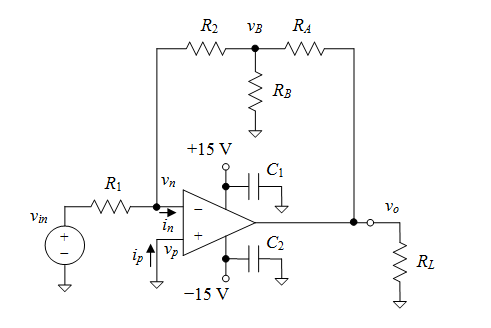 R2 vB RA
RB
+15 V
C1
R1 vn
vin in vo
+ − − +
ip vp C2 RL
−15 V